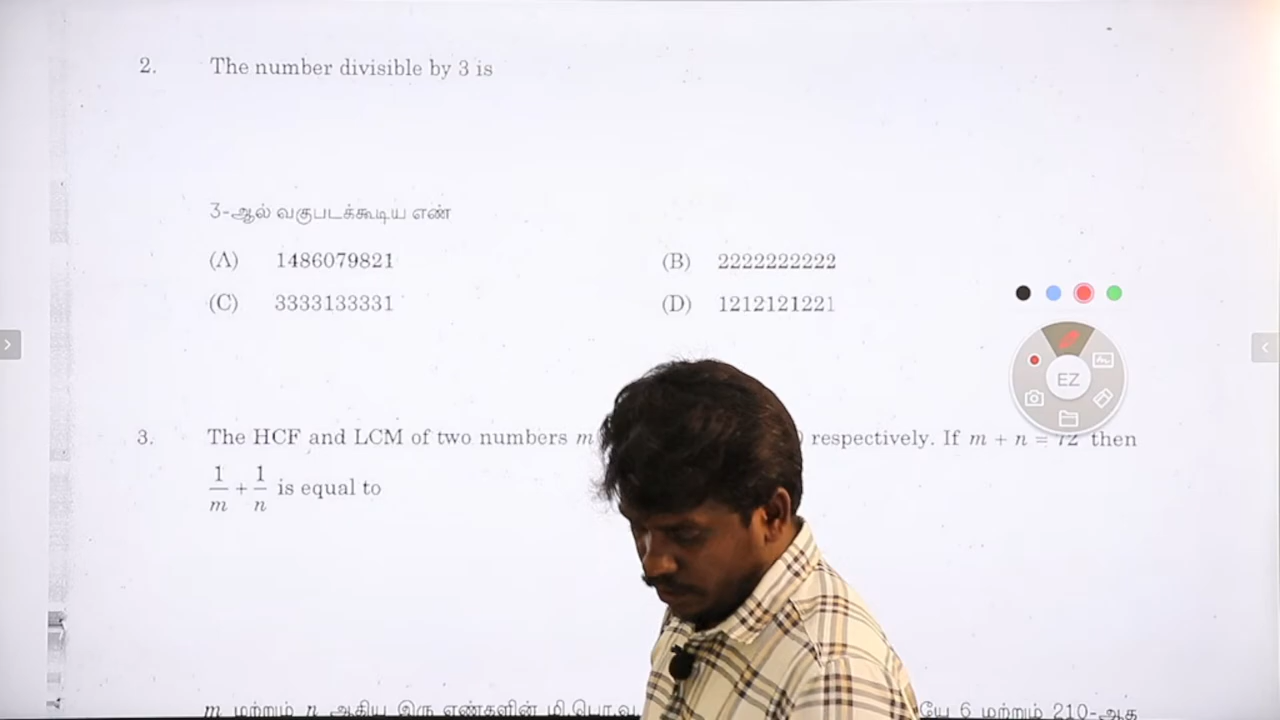 2. The number divisible by 3 is
3-ஆல் வகுபடக்கூடிய எண்
(A) 1486079821 (B) 2222222222
(C) 3333133331 (D) 1212121221
EZ
3. The HCF and LCM of two numbers m respectively. If m + n = 72 then
1/m + 1/n is equal to
m மற்றும் n ஆகிய இரு எண்களின் மி.பொ.வ 6 மற்றும் 210-ஆக